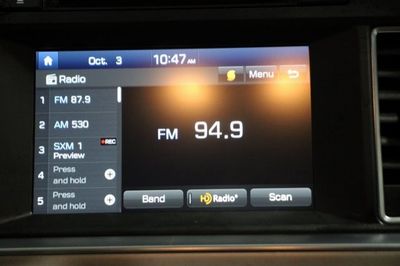 Oct. 3 10:47 AM
Radio Menu
1 FM 87.9
2 AM 530
3 SXM 1 REC
Preview
4 Press
and hold
5 Press
and hold
FM 94.9
Band HD Radio Scan